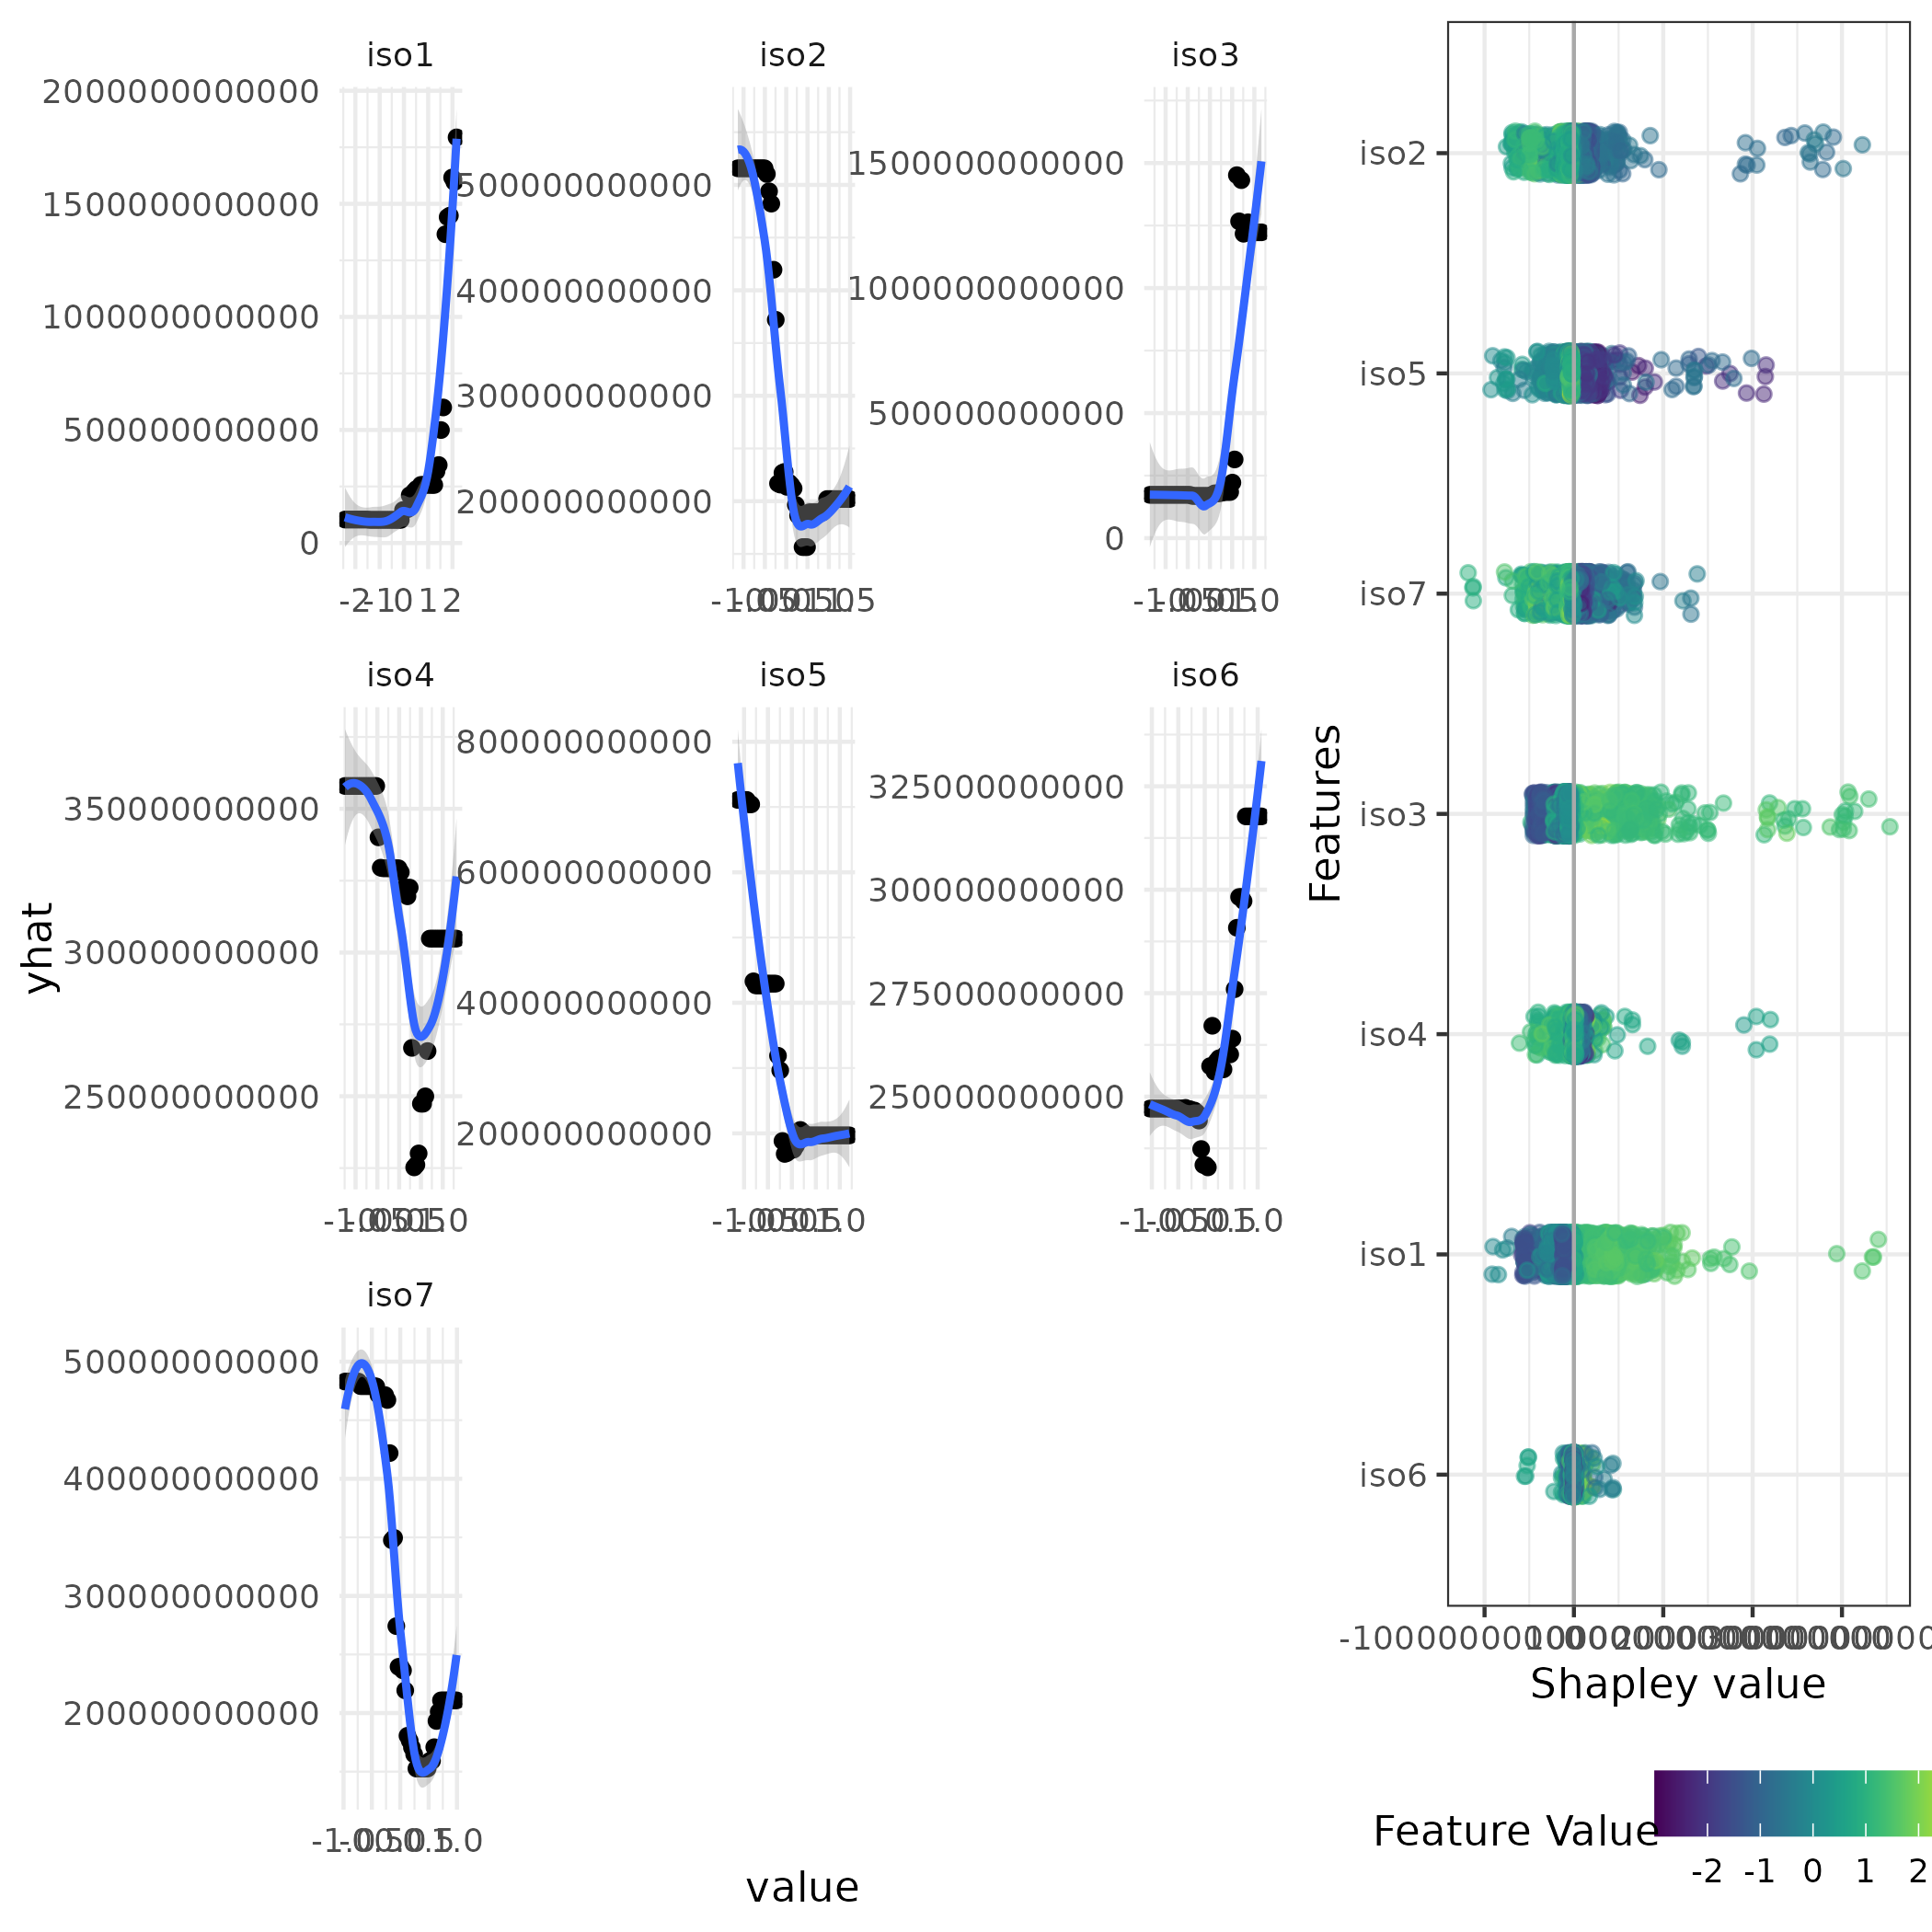 iso1
iso2
iso3
2000000000000
1500000000000
1000000000000
500000000000
0
500000000000
400000000000
300000000000
200000000000
1500000000000
1000000000000
500000000000
0
-2 -1 0 1 2
iso4
iso5
iso6
350000000000
300000000000
250000000000
800000000000
600000000000
400000000000
200000000000
325000000000
300000000000
275000000000
250000000000
iso7
500000000000
400000000000
300000000000
200000000000
yhat
value
Features
iso2
iso5
iso7
iso3
iso4
iso1
iso6
Shapley value
Feature Value
-2 -1 0 1 2